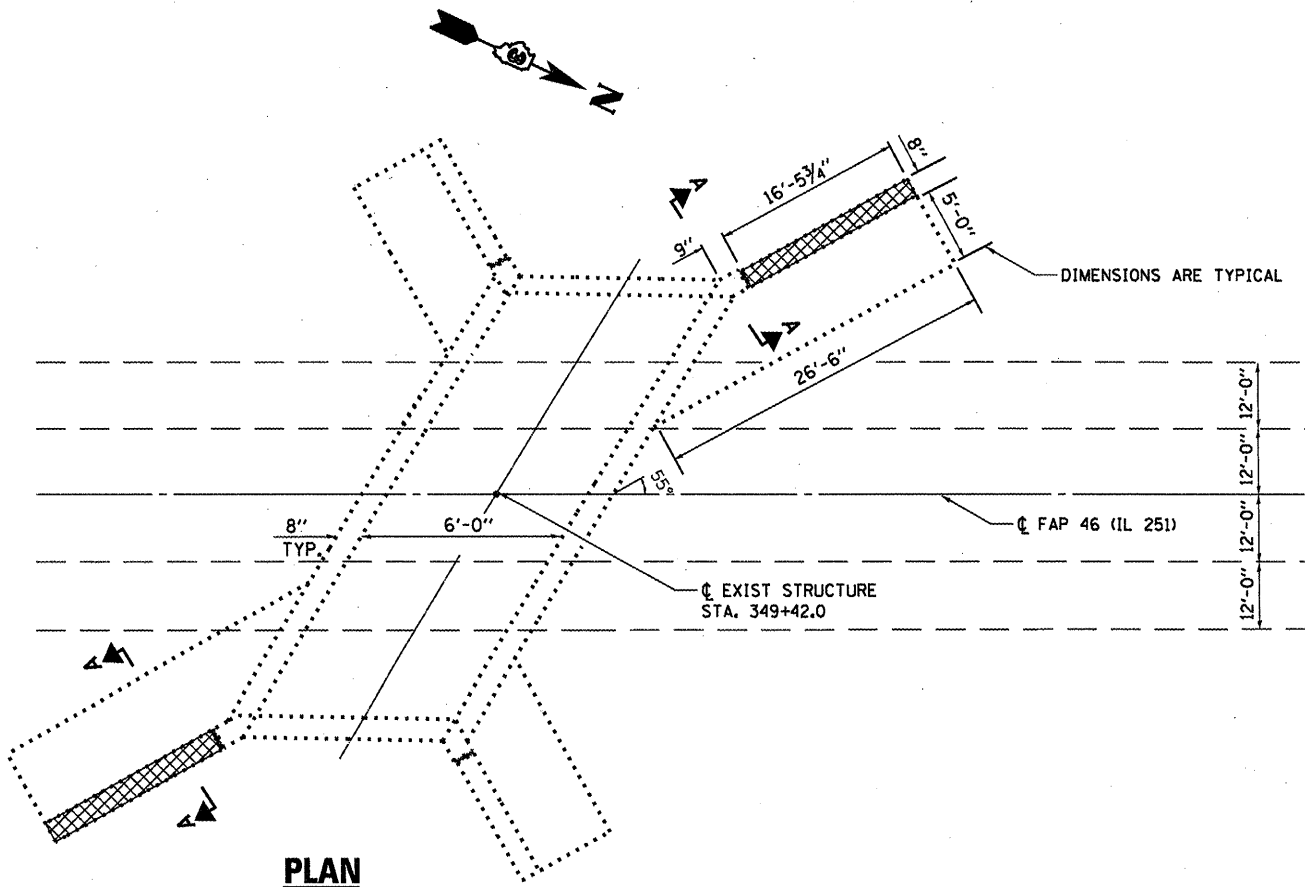 N
A
16'-5¾"
8"
5'-0"
9"
DIMENSIONS ARE TYPICAL
A
26'-6"
12'-0"
12'-0"
12'-0"
12'-0"
55°
8"
TYP.
6'-0"
℄ FAP 46 (IL 251)
℄ EXIST STRUCTURE
STA. 349+42.0
A
A
PLAN